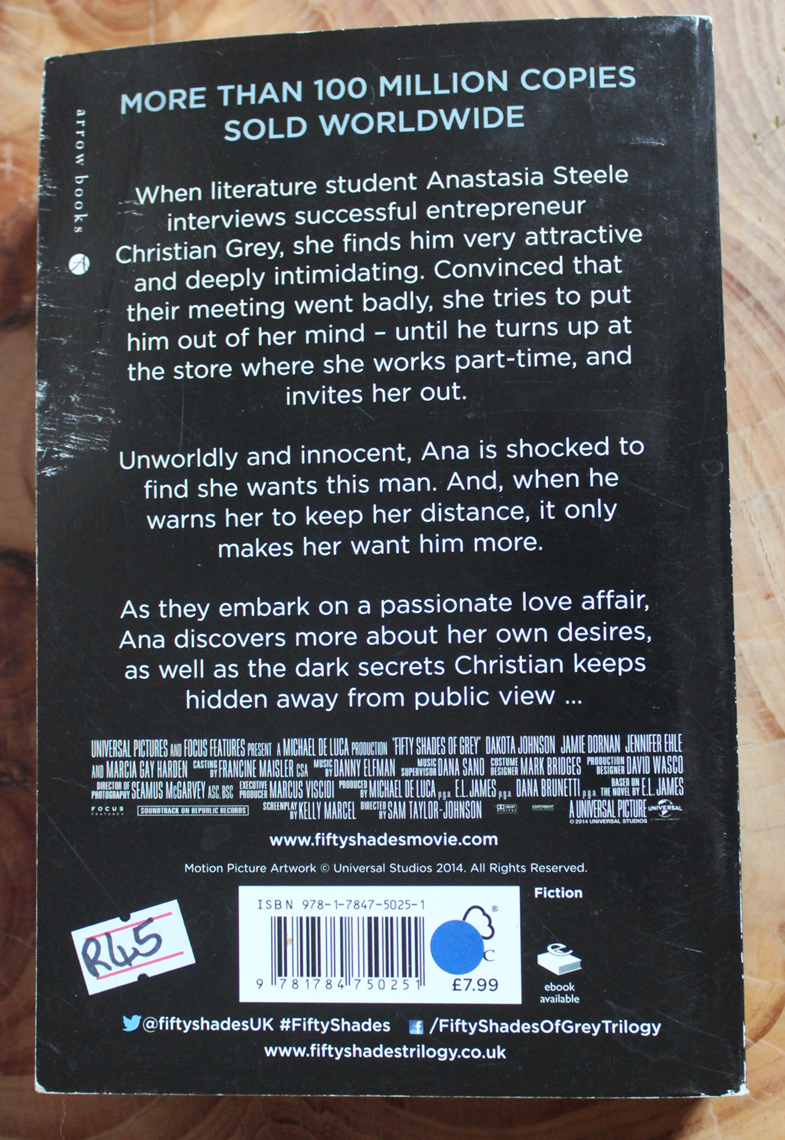 arrow books
MORE THAN 100 MILLION COPIES
SOLD WORLDWIDE
When literature student Anastasia Steele
interviews successful entrepreneur
Christian Grey, she finds him very attractive
and deeply intimidating. Convinced that
their meeting went badly, she tries to put
him out of her mind – until he turns up at
the store where she works part-time, and
invites her out.
Unworldly and innocent, Ana is shocked to
find she wants this man. And, when he
warns her to keep her distance, it only
makes her want him more.
As they embark on a passionate love affair,
Ana discovers more about her own desires,
as well as the dark secrets Christian keeps
hidden away from public view ...
UNIVERSAL PICTURES AND FOCUS FEATURES PRESENT A MICHAEL DE LUCA PRODUCTION "FIFTY SHADES OF GREY" DAKOTA JOHNSON JAMIE DORNAN JENNIFER EHLE
AND MARCIA GAY HARDEN CASTING BY FRANCINE MAISLER CSA MUSIC BY DANNY ELFMAN MUSIC SUPERVISOR DANA SANO COSTUME DESIGNER MARK BRIDGES PRODUCTION DESIGNER DAVID WASCO
DIRECTOR OF PHOTOGRAPHY SEAMUS McGARVEY ASC, BSC EXECUTIVE PRODUCER MARCUS VISCIDI PRODUCED BY MICHAEL DE LUCA p.g.a. E.L. JAMES p.g.a. DANA BRUNETTI p.g.a. BASED ON THE NOVEL BY E.L. JAMES
FOCUS FEATURES SOUNDTRACK ON REPUBLIC RECORDS SCREENPLAY BY KELLY MARCEL DIRECTED BY SAM TAYLOR-JOHNSON A UNIVERSAL PICTURE UNIVERSAL
© 2014 UNIVERSAL STUDIOS
www.fiftyshadesmovie.com
Motion Picture Artwork © Universal Studios 2014. All Rights Reserved.
R45
ISBN 978-1-7847-5025-1
9 781784 750251
® C
£7.99
Fiction
e
ebook
available
@fiftyshadesUK #FiftyShades f /FiftyShadesOfGreyTrilogy
www.fiftyshadestrilogy.co.uk